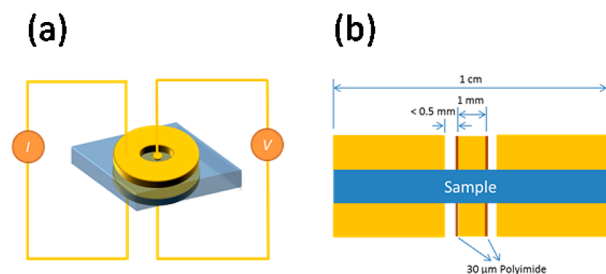 (a)
(b)
I
V
1 cm
1 mm
< 0.5 mm
Sample
30 µm Polyimide